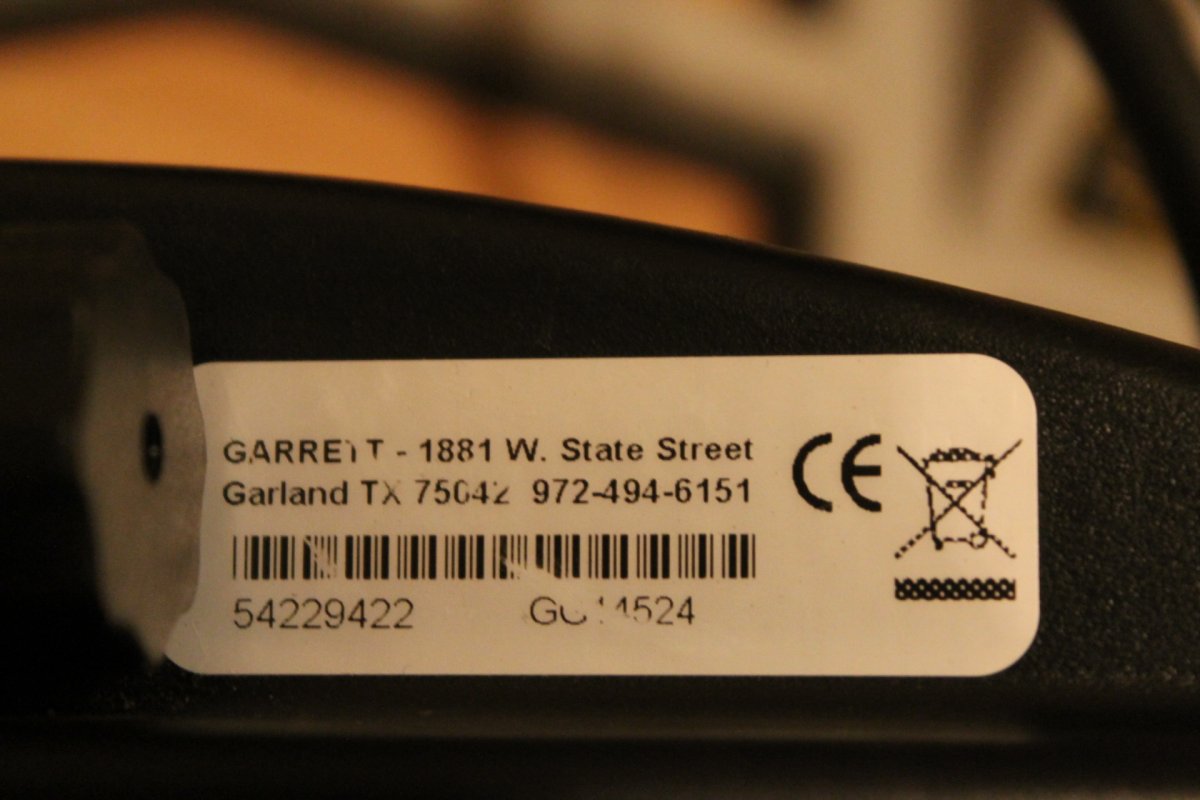 GARRETT - 1881 W. State Street
Garland TX 75042 972-494-6151
CE
54229422